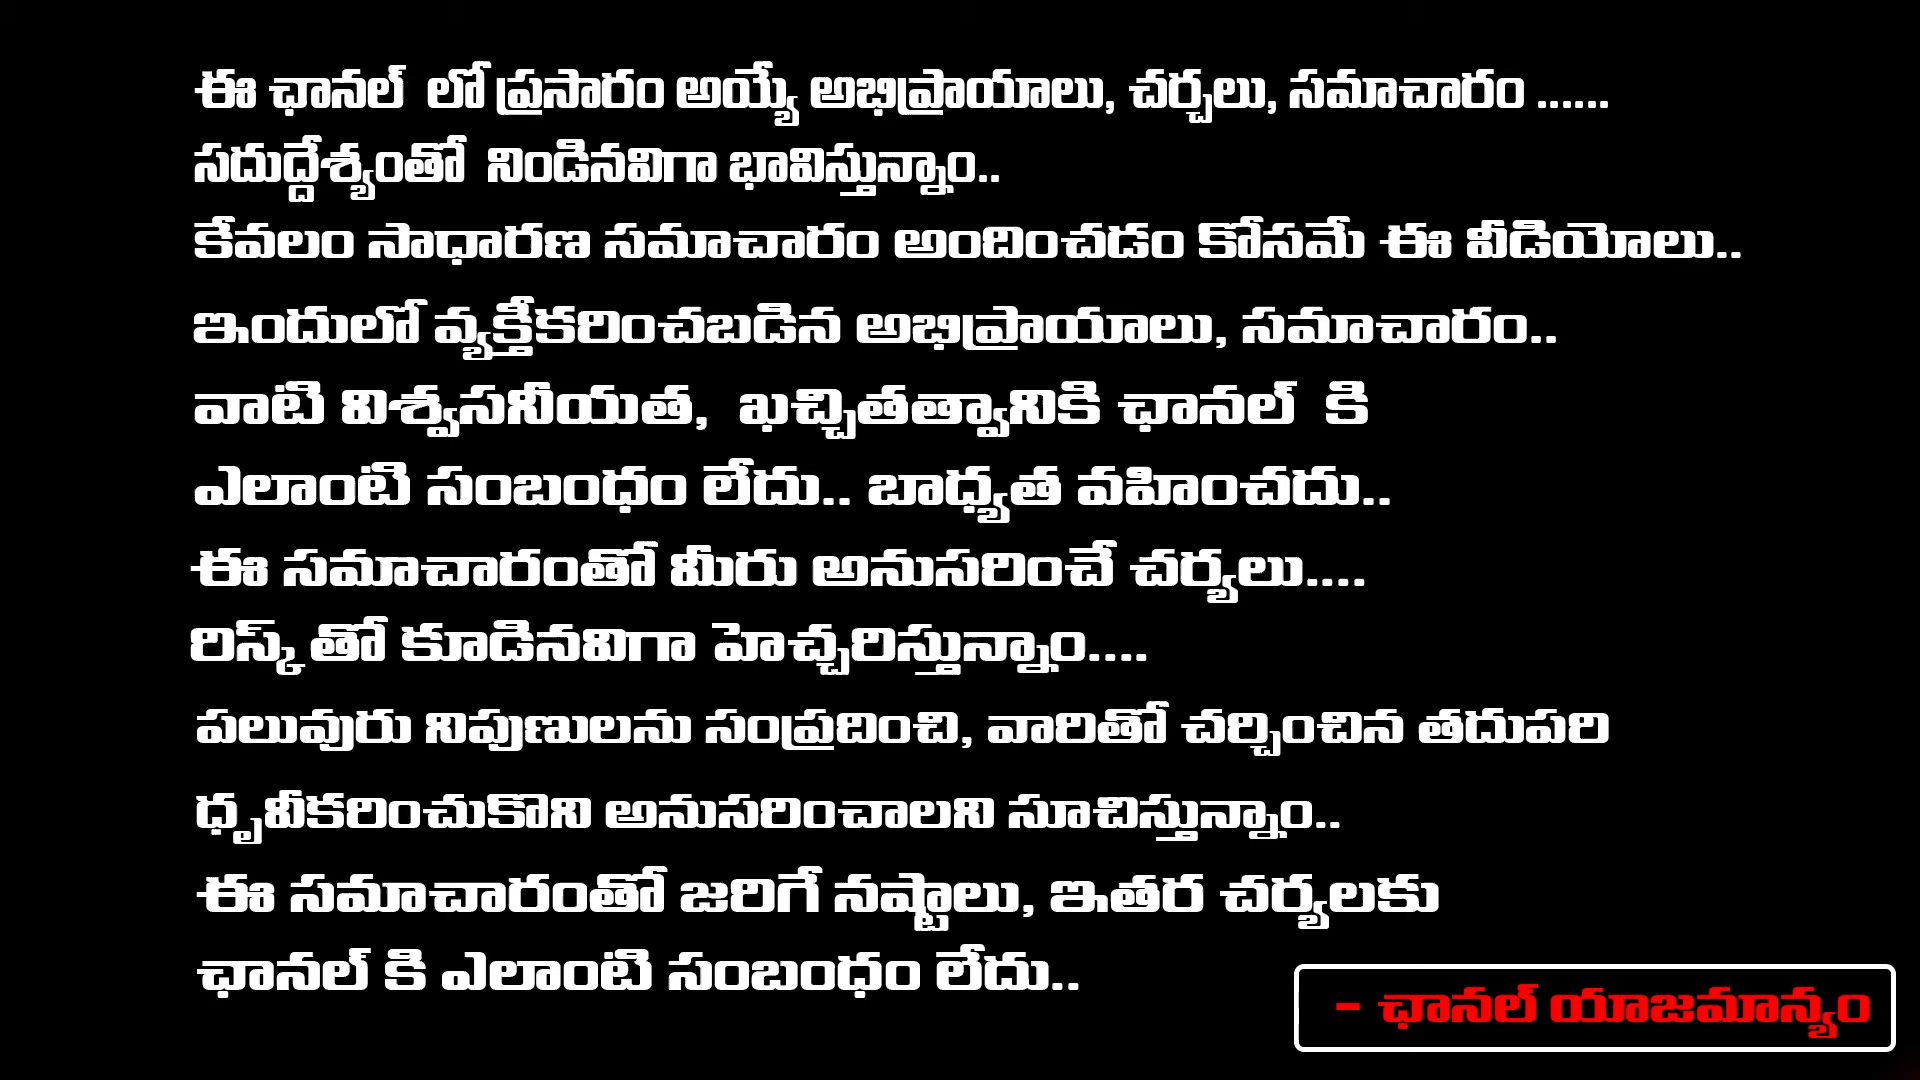 ఈ ఛానల్ లో ప్రసారం అయ్యే అభిప్రాయాలు, చర్చలు, సమాచారం ......
సదుద్దేశ్యంతో నిండినవిగా భావిస్తున్నాం..
కేవలం సాధారణ సమాచారం అందించడం కోసమే ఈ వీడియోలు..
ఇందులో వ్యక్తీకరించబడిన అభిప్రాయాలు, సమాచారం..
వాటి విశ్వసనీయత, ఖచ్చితత్వానికి ఛానల్ కి
ఎలాంటి సంబంధం లేదు.. బాధ్యత వహించదు..
ఈ సమాచారంతో మీరు అనుసరించే చర్యలు....
రిస్క్ తో కూడినవిగా హెచ్చరిస్తున్నాం....
పలువురు నిపుణులను సంప్రదించి, వారితో చర్చించిన తదుపరి
ధృవీకరించుకొని అనుసరించాలని సూచిస్తున్నాం..
ఈ సమాచారంతో జరిగే నష్టాలు, ఇతర చర్యలకు
ఛానల్ కి ఎలాంటి సంబంధం లేదు..
- ఛానల్ యాజమాన్యం